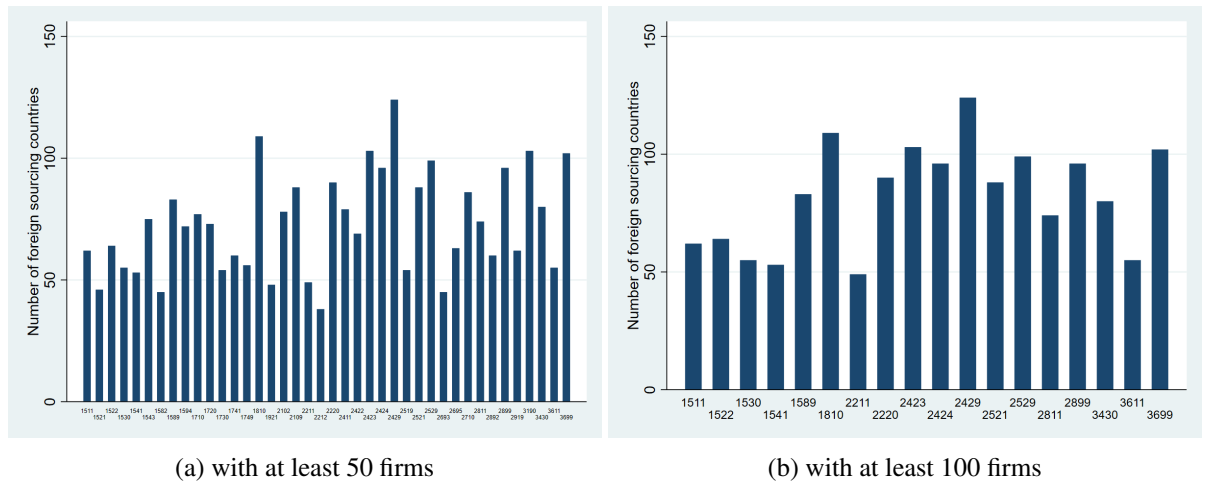 Number of foreign sourcing countries
150
100
50
0
1511 1522 1541 1582 1594 1720 1741 1810 2102 2211 2220 2422 2424 2519 2529 2695 2811 2899 3190 3611
1521 1530 1543 1589 1710 1730 1749 1921 2109 2212 2411 2423 2429 2521 2693 2710 2892 2919 3430 3699
(a) with at least 50 firms
Number of foreign sourcing countries
150
100
50
0
1511 1530 1589 2211 2423 2429 2529 2899 3611
1522 1541 1810 2220 2424 2521 2811 3430 3699
(b) with at least 100 firms